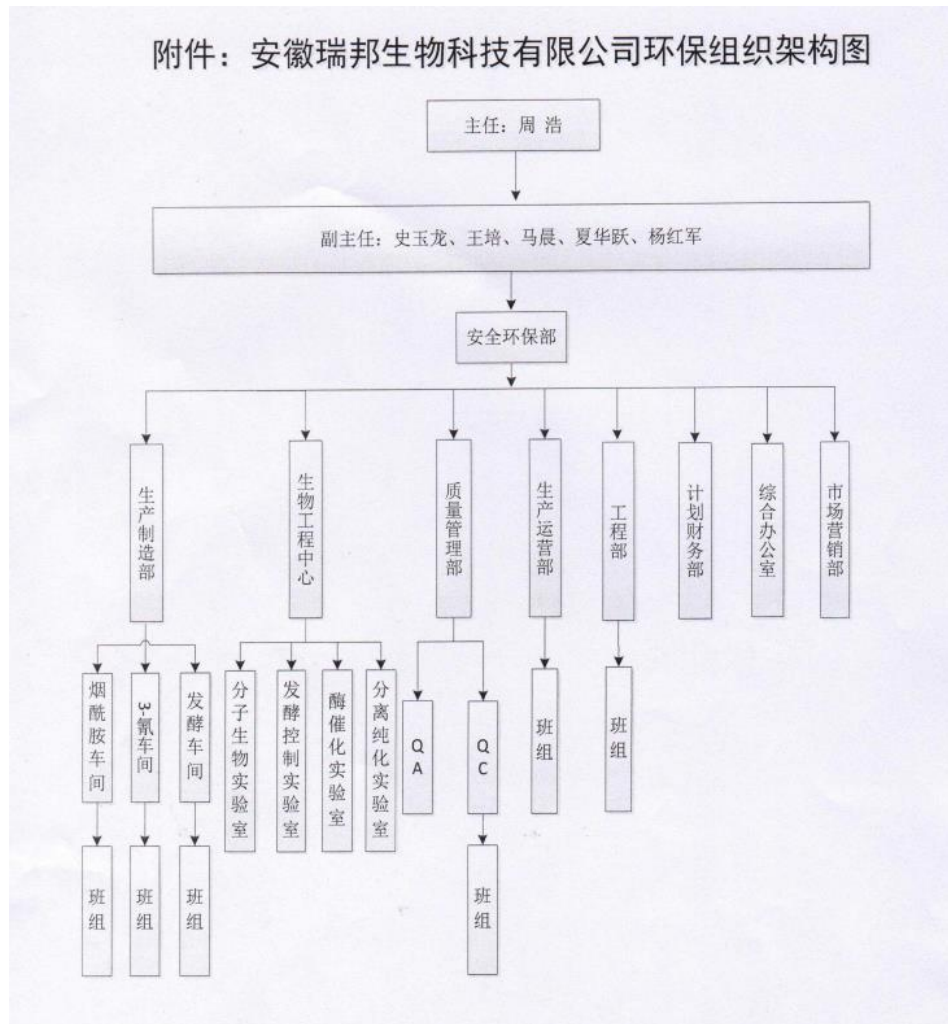 附件：安徽瑞邦生物科技有限公司环保组织架构图
主任：周 浩
副主任：史玉龙、王培、马晨、夏华跃、杨红军
安全环保部
生产制造部
生物工程中心
质量管理部
生产运营部
工程部
计划财务部
综合办公室
市场营销部
烟酰胺车间
3-氰车间
发酵车间
分子生物实验室
发酵控制实验室
酶催化实验室
分离纯化实验室
QA
QC
班组
班组
班组
班组
班组
班组